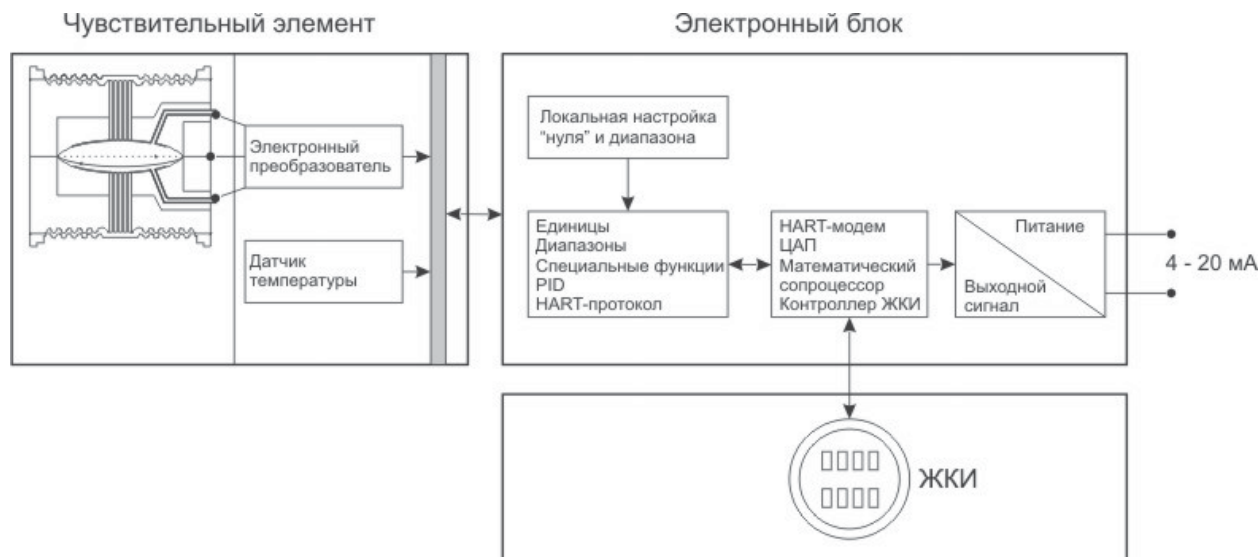 Чувствительный элемент
Электронный блок
Электронный
преобразователь
Датчик
температуры
Локальная настройка
“нуля” и диапазона
Единицы
Диапазоны
Специальные функции
PID
HART-протокол
HART-модем
ЦАП
Математический
сопроцессор
Контроллер ЖКИ
Питание
Выходной
сигнал
4 - 20 мА
ЖКИ